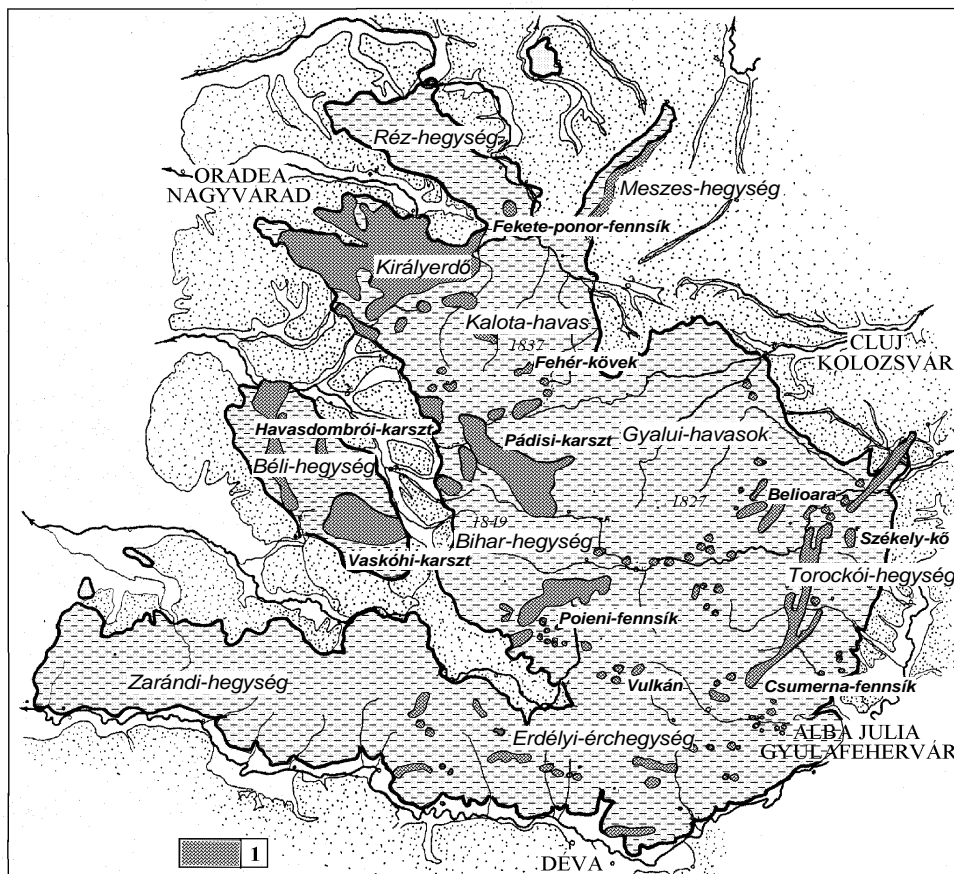 Réz-hegység
ORADEA
NAGYVÁRAD
Meszes-hegység
Fekete-ponor-fennsík
Királyerdő
Kalota-havas
1837
CLUJ
KOLOZSVÁR
Fehér-kövek
Havasdombrói-karszt
Pádisi-karszt
Gyalui-havasok
Béli-hegység
1827
Belioara
1849
Bihar-hegység
Székely-kő
Vaskóhi-karszt
Torockói-hegység
Poieni-fennsík
Zarándi-hegység
Vulkán
Csumerna-fennsík
Erdélyi-érchegység
ALBA JULIA
GYULAFEHERVÁR
1
DÉVA